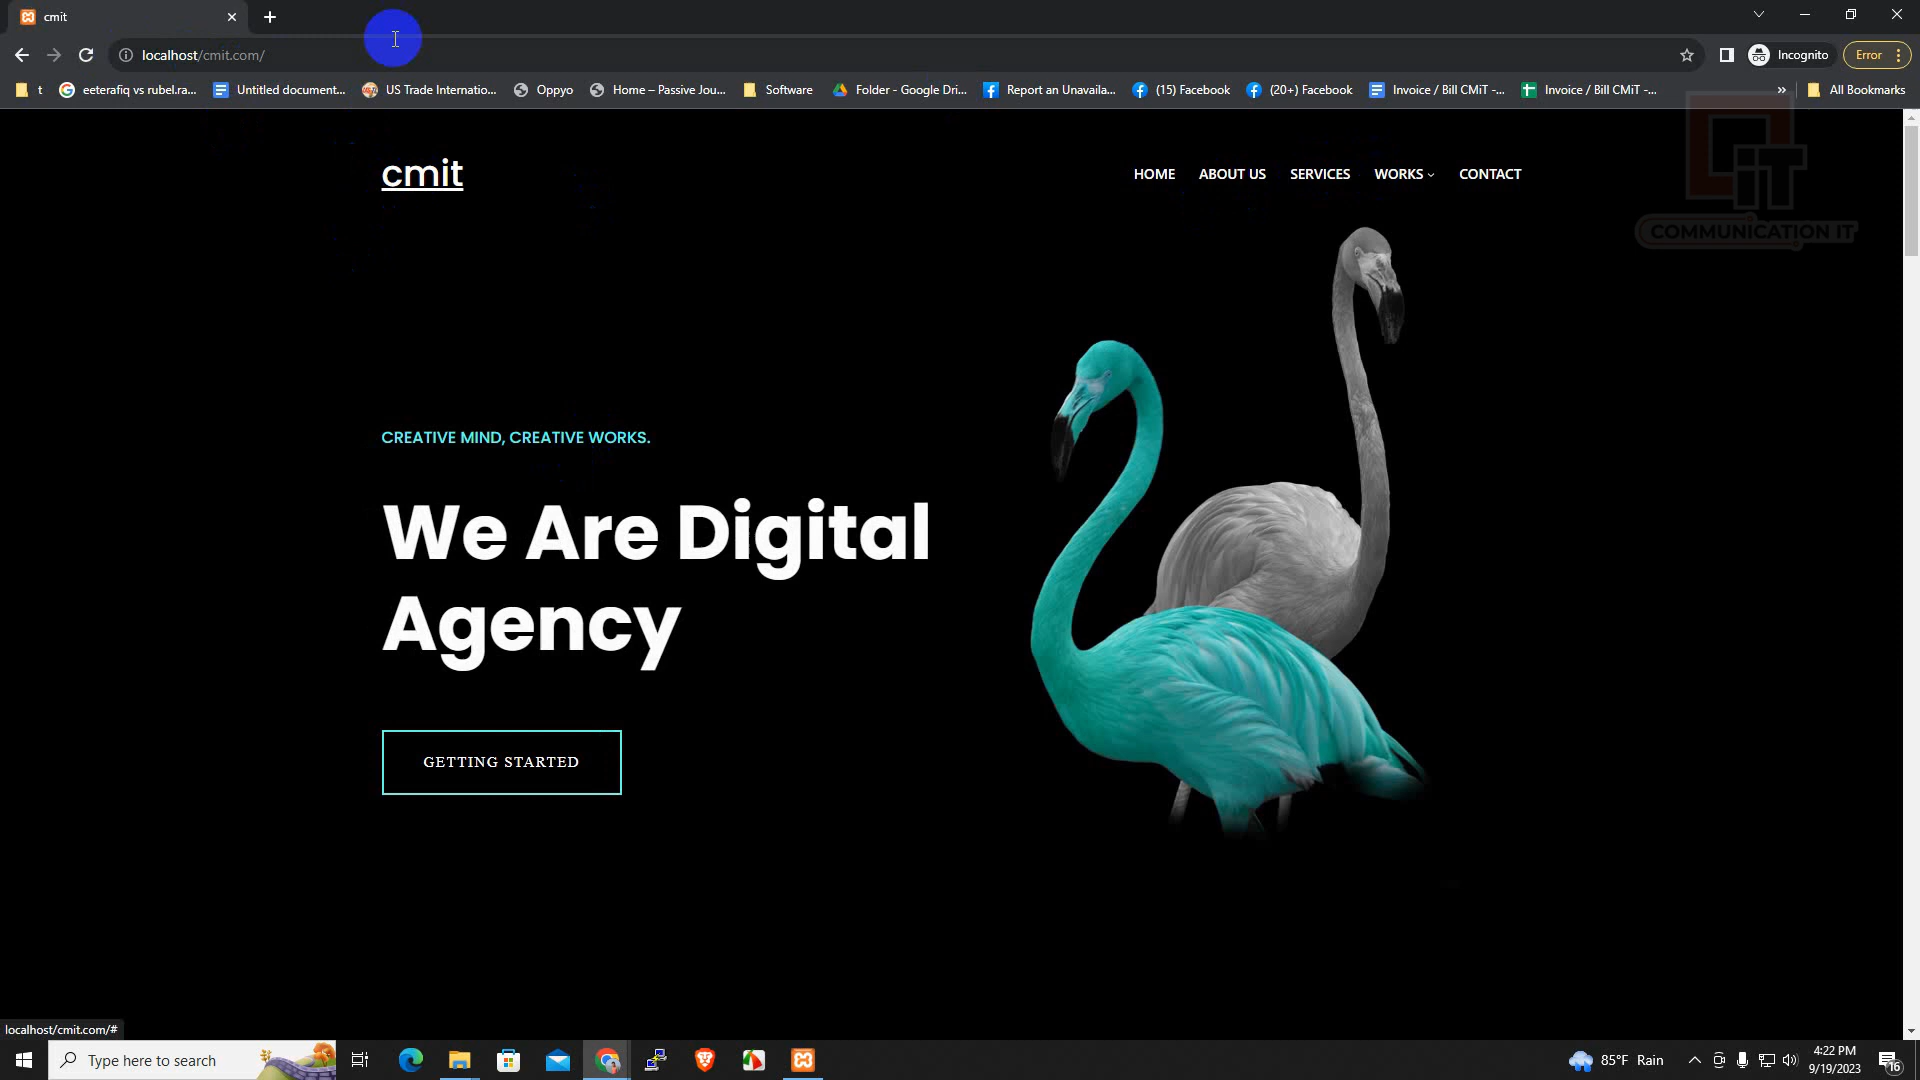 cmit
localhost/cmit.com/
Incognito
Error
t
eeterafiq vs rubel.ra...
Untitled document...
US Trade Internatio...
Oppyo
Home – Passive Jou...
Software
Folder - Google Dri...
Report an Unavaila...
(15) Facebook
(20+) Facebook
Invoice / Bill CMiT -...
Invoice / Bill CMiT -...
»
All Bookmarks
cmit
HOME
ABOUT US
SERVICES
WORKS
CONTACT
iT
COMMUNICATION IT
CREATIVE MIND, CREATIVE WORKS.
We Are Digital
Agency
GETTING STARTED
localhost/cmit.com/#
Type here to search
85°F Rain
4:22 PM
9/19/2023
16